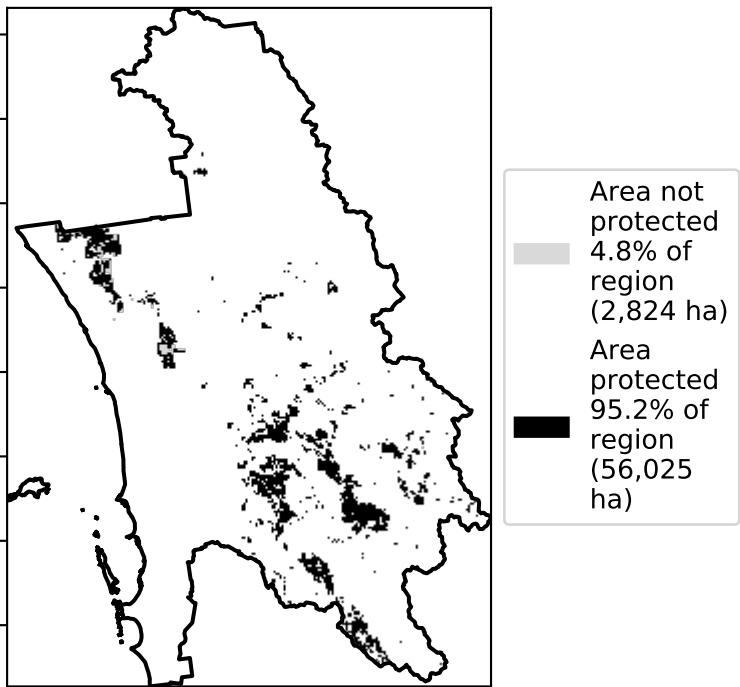 Area not
protected
4.8% of
region
(2,824 ha)
Area
protected
95.2% of
region
(56,025
ha)